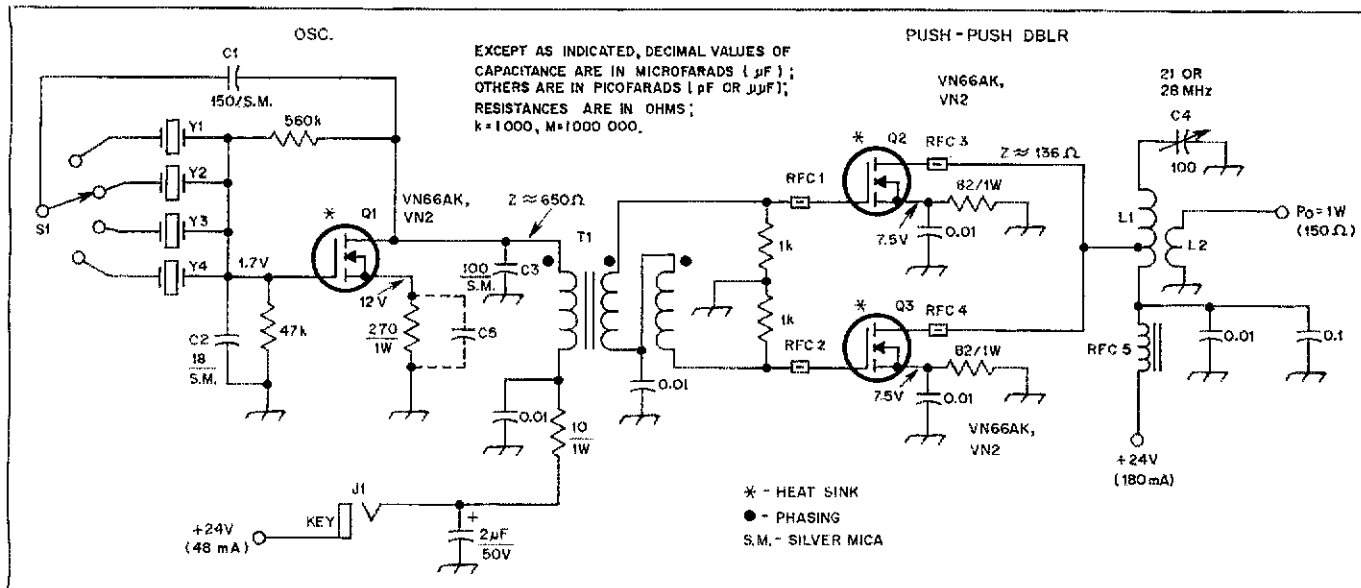 OSC.
PUSH-PUSH DBLR
EXCEPT AS INDICATED, DECIMAL VALUES OF
CAPACITANCE ARE IN MICROFARADS (µF);
OTHERS ARE IN PICOFARADS (pF OR µµF);
RESISTANCES ARE IN OHMS;
k=1000, M=1000 000.
C1
150/S.M.
Y1
560k
Y2
Y3
Y4
S1
1.7V
VN66AK,
VN2
*
Q1
Z ≈ 650Ω
12V
C2
18
S.M.
47k
270
1W
C5
100
S.M.
C3
T1
0.01
0.01
10
1W
J1
KEY
+24V
(48 mA)
+
2µF
50V
VN66AK,
VN2
*
Q2
RFC 3
Z ≈ 136Ω
RFC 1
82/1W
7.5V
0.01
1k
1k
*
Q3
RFC 4
RFC 2
82/1W
7.5V
0.01
VN66AK,
VN2
21 OR
28 MHz
C4
100
L1
L2
Po=1W
(150Ω)
RFC 5
0.01
0.1
+24V
(180mA)
* - HEAT SINK
● - PHASING
S.M.- SILVER MICA